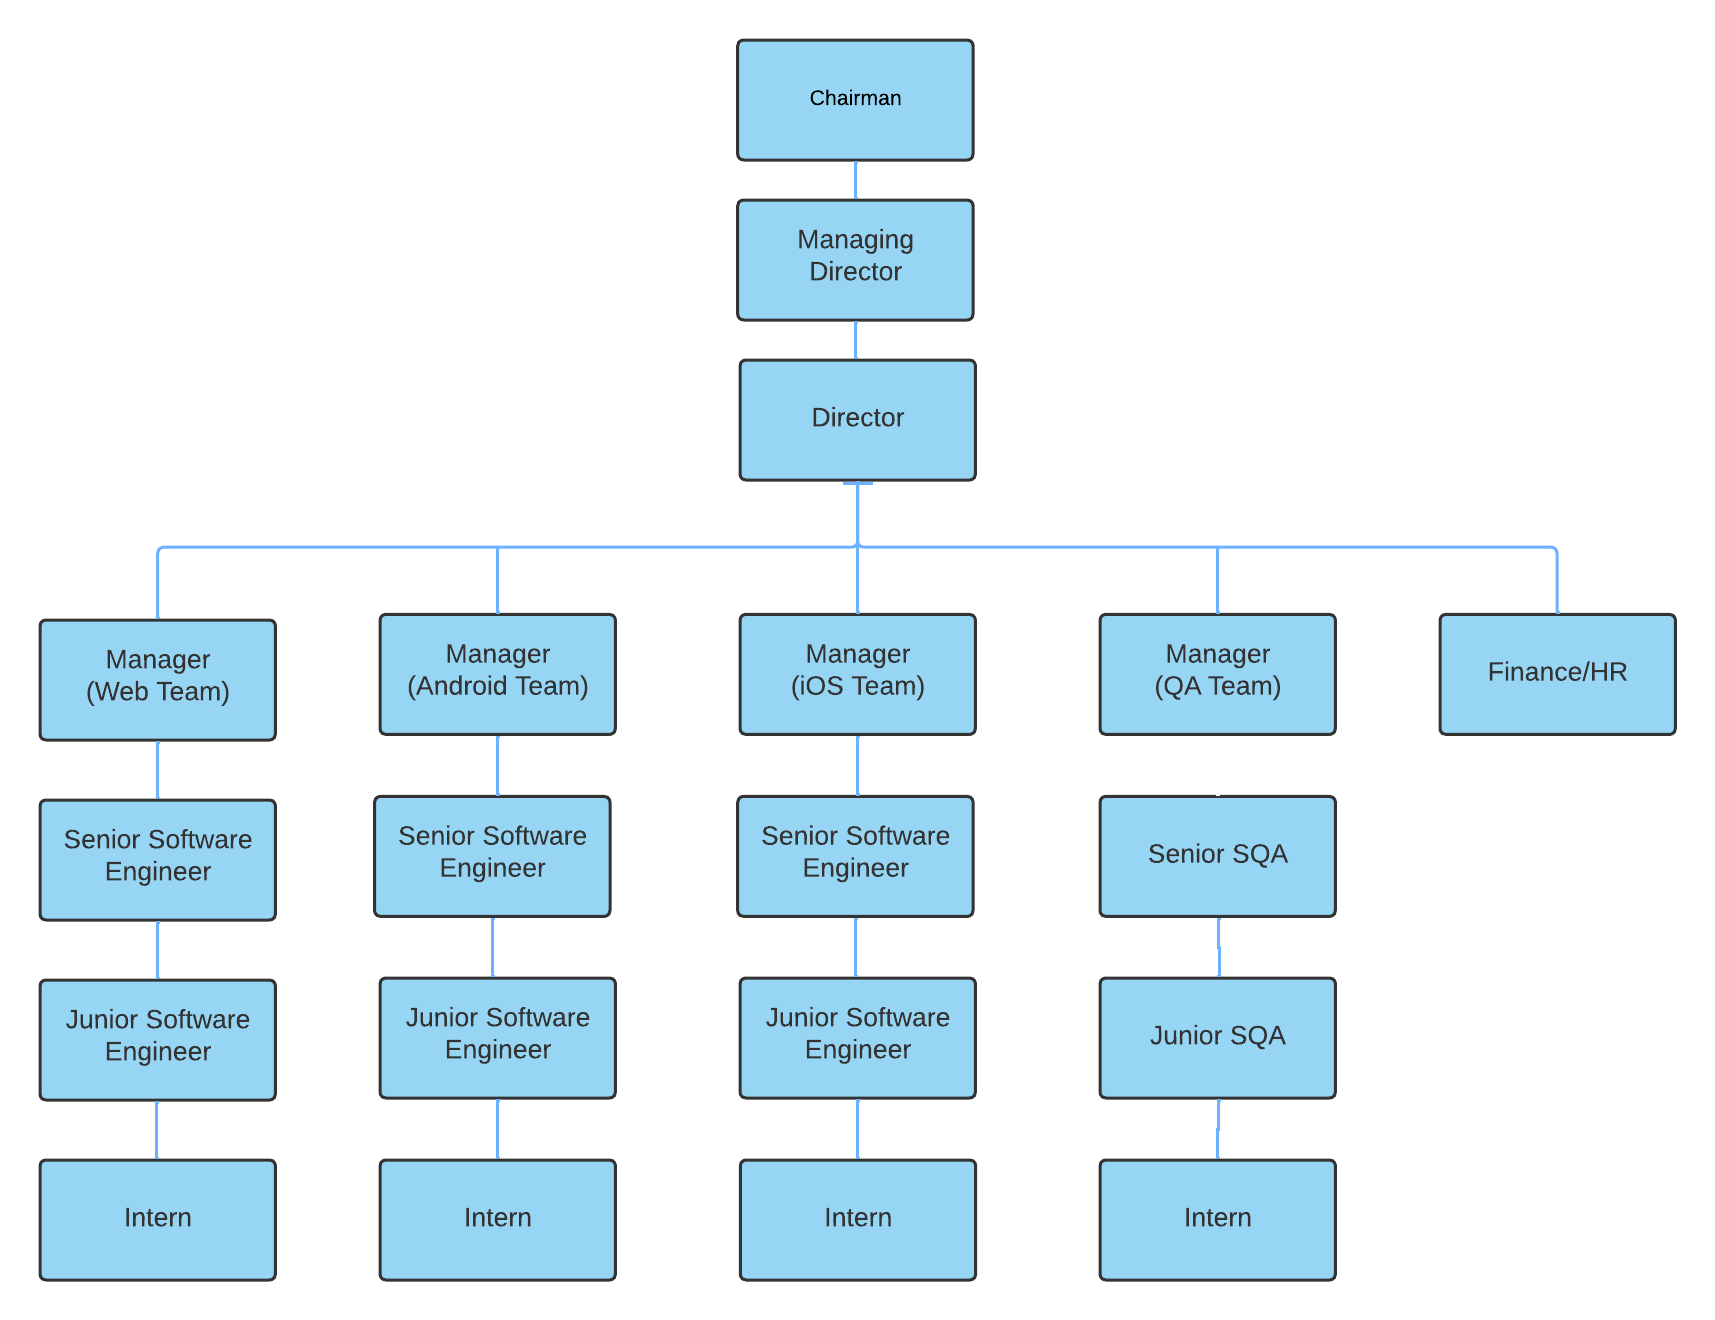 Chairman
Managing
Director
Director
Manager
(Web Team)
Manager
(Android Team)
Manager
(iOS Team)
Manager
(QA Team)
Finance/HR
Senior Software
Engineer
Senior Software
Engineer
Senior Software
Engineer
Senior SQA
Junior Software
Engineer
Junior Software
Engineer
Junior Software
Engineer
Junior SQA
Intern
Intern
Intern
Intern